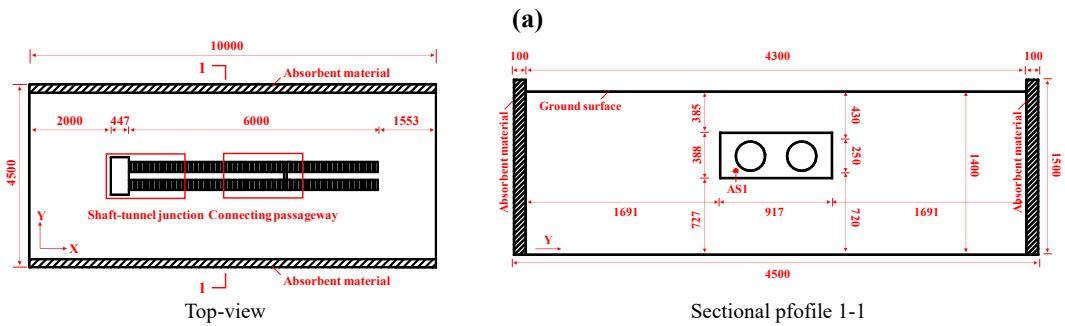 (a)
10000
1
Absorbent material
2000
447
6000
1553
4500
Shaft-tunnel junction
Connecting passageway
Y
X
Absorbent material
1
Top-view
100
4300
100
Absorbent material
Ground surface
385
430
388
250
AS1
1400
Absorbent material
1500
1691
917
1691
727
720
Y
4500
Sectional pfofile 1-1